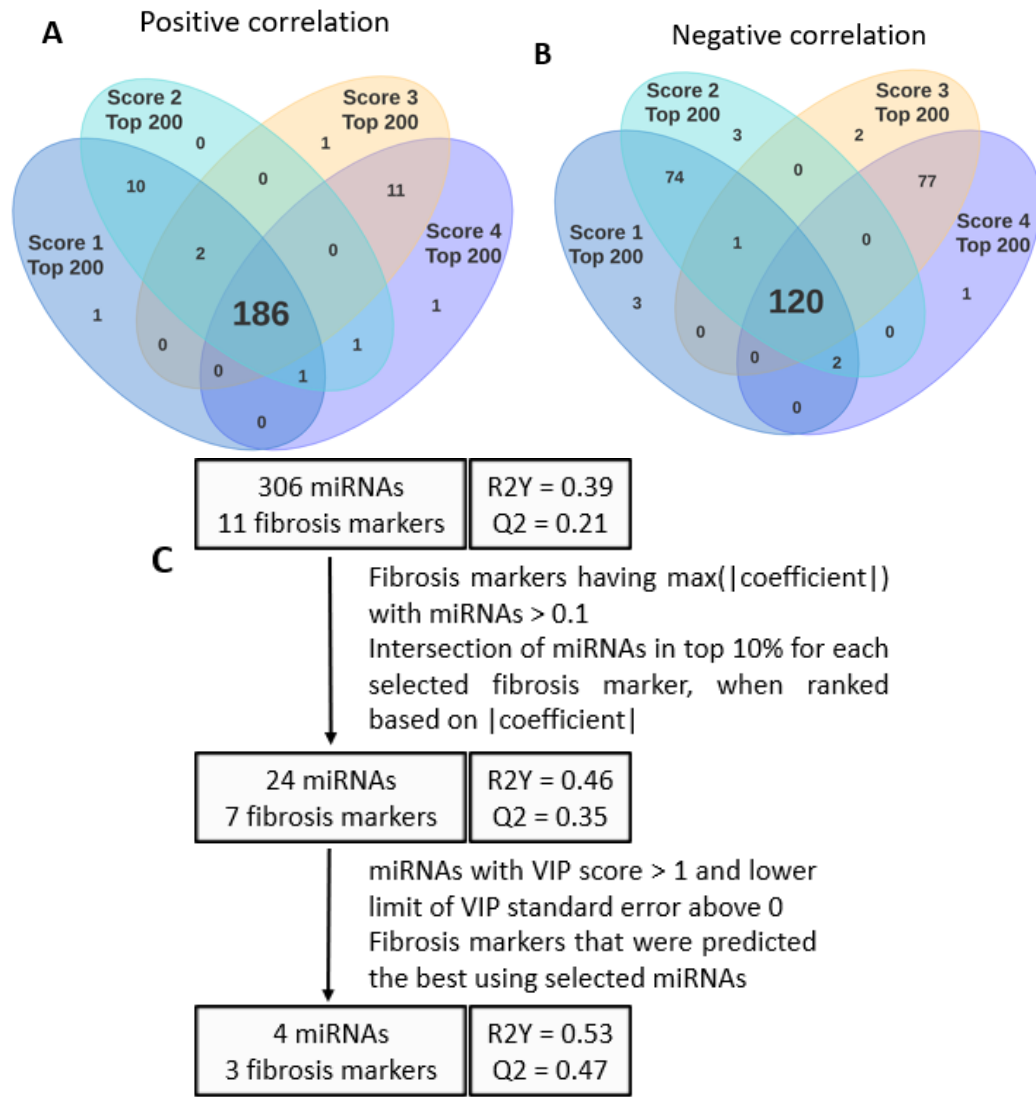 A
Positive correlation
Score 2
Top 200
Score 3
Top 200
0
1
10
0
11
Score 1
Top 200
2
0
Score 4
Top 200
1
186
1
0
0
1
1
0
B
Negative correlation
Score 2
Top 200
Score 3
Top 200
3
2
74
0
77
Score 1
Top 200
1
0
Score 4
Top 200
3
120
1
0
0
2
0
0
306 miRNAs
11 fibrosis markers
R2Y = 0.39
Q2 = 0.21
C
Fibrosis markers having max(|coefficient|)
with miRNAs > 0.1
Intersection of miRNAs in top 10% for each
selected fibrosis marker, when ranked
based on |coefficient|
24 miRNAs
7 fibrosis markers
R2Y = 0.46
Q2 = 0.35
miRNAs with VIP score > 1 and lower
limit of VIP standard error above 0
Fibrosis markers that were predicted
the best using selected miRNAs
4 miRNAs
3 fibrosis markers
R2Y = 0.53
Q2 = 0.47